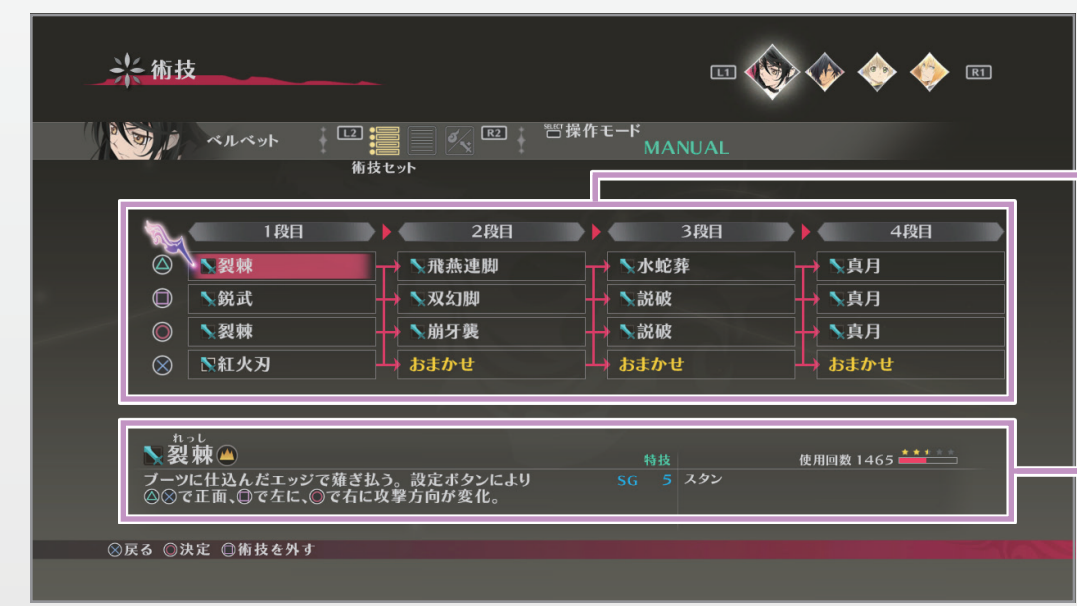 術技
L1
R1
ベルベット
L2
R2
SELECT 操作モード
MANUAL
術技セット
1段目 2段目 3段目 4段目
△ 裂棘 飛燕連脚 水蛇葬 真月
□ 鋭武 双幻脚 説破 真月
○ 裂棘 崩牙襲 説破 真月
× 紅火刃 おまかせ おまかせ おまかせ
れっし
裂棘
特技
使用回数 1465
ブーツに仕込んだエッジで薙ぎ払う。設定ボタンにより
SG 5 スタン
△×で正面、□で左に、○で右に攻撃方向が変化。
×戻る ○決定 □術技を外す